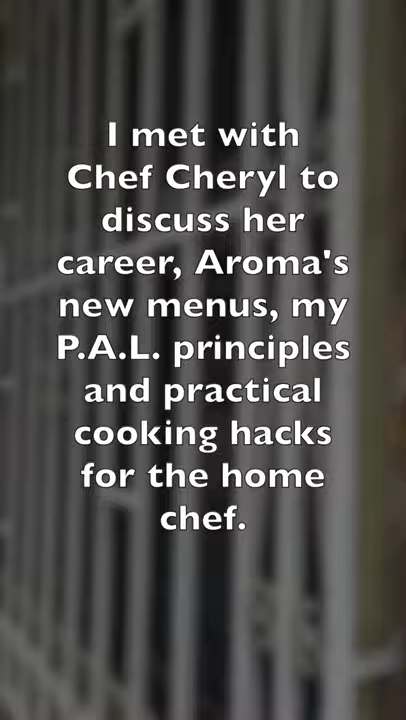 I met with
Chef Cheryl to
discuss her
career, Aroma's
new menus, my
P.A.L. principles
and practical
cooking hacks
for the home
chef.